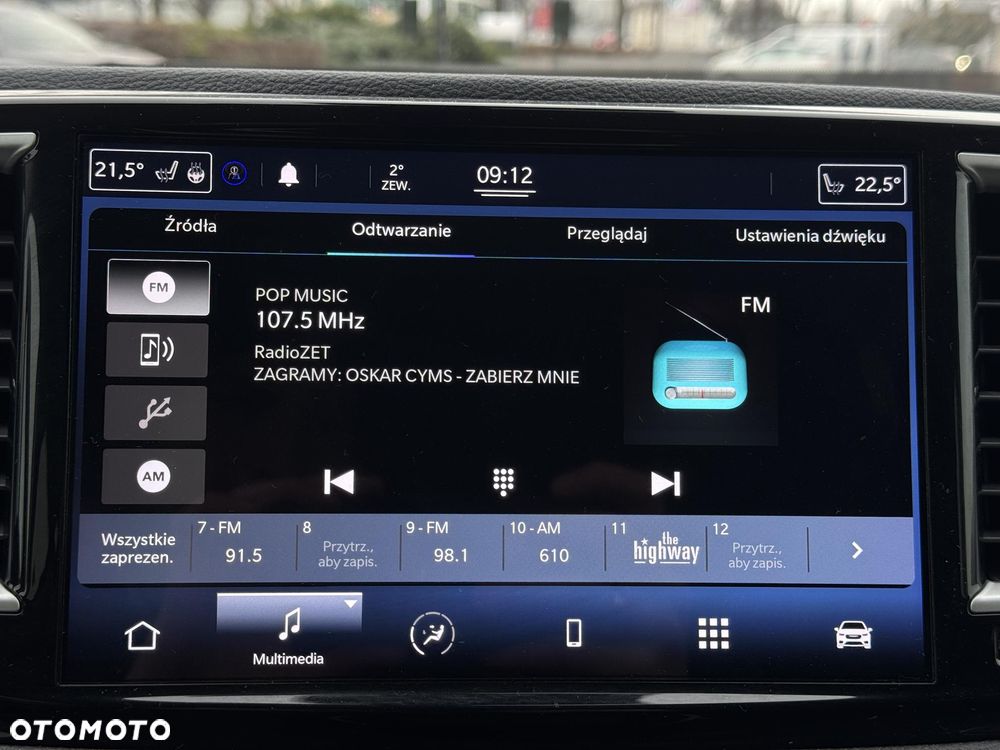 21,5°
2°
ZEW.
09:12
22,5°
Źródła
Odtwarzanie
Przeglądaj
Ustawienia dźwięku
FM
AM
POP MUSIC
107.5 MHz
RadioZET
ZAGRAMY: OSKAR CYMS - ZABIERZ MNIE
FM
Wszystkie
zaprezen.
7 - FM
91.5
8
Przytrz.,
aby zapis.
9 - FM
98.1
10 - AM
610
11
the
highway
12
Przytrz.,
aby zapis.
Multimedia
OTOMOTO